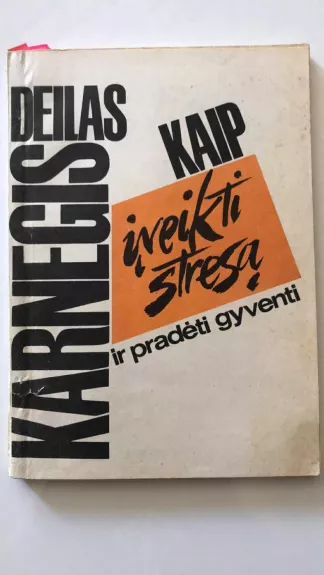 DEILAS
KARNEGIS
KAIP
įveikti
stresą
ir pradėti gyventi